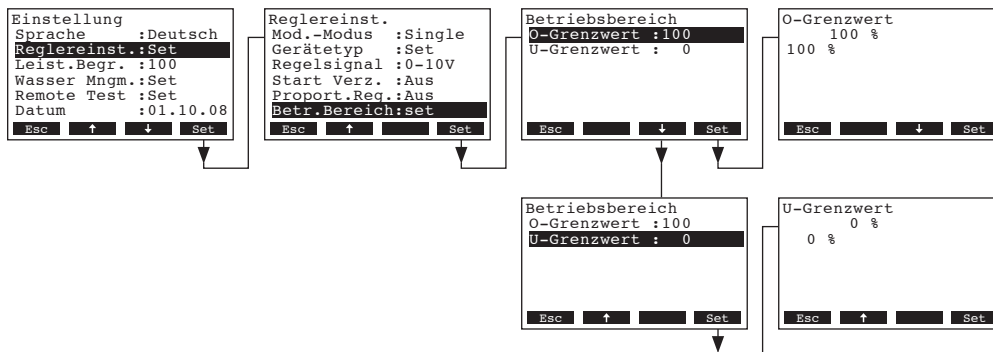 Einstellung
Sprache :Deutsch
Reglereinst.:Set
Leist.Begr. :100
Wasser Mngm.:Set
Remote Test :Set
Datum :01.10.08
Esc ↑ ↓ Set
Reglereinst.
Mod.-Modus :Single
Gerätetyp :Set
Regelsignal :0-10V
Start Verz. :Aus
Proport.Reg.:Aus
Betr.Bereich:set
Esc ↑ Set
Betriebsbereich
O-Grenzwert :100
U-Grenzwert : 0
Esc ↓ Set
O-Grenzwert
100 %
100 %
Esc ↓ Set
Betriebsbereich
O-Grenzwert :100
U-Grenzwert : 0
Esc ↑ Set
U-Grenzwert
0 %
0 %
Esc ↑ Set